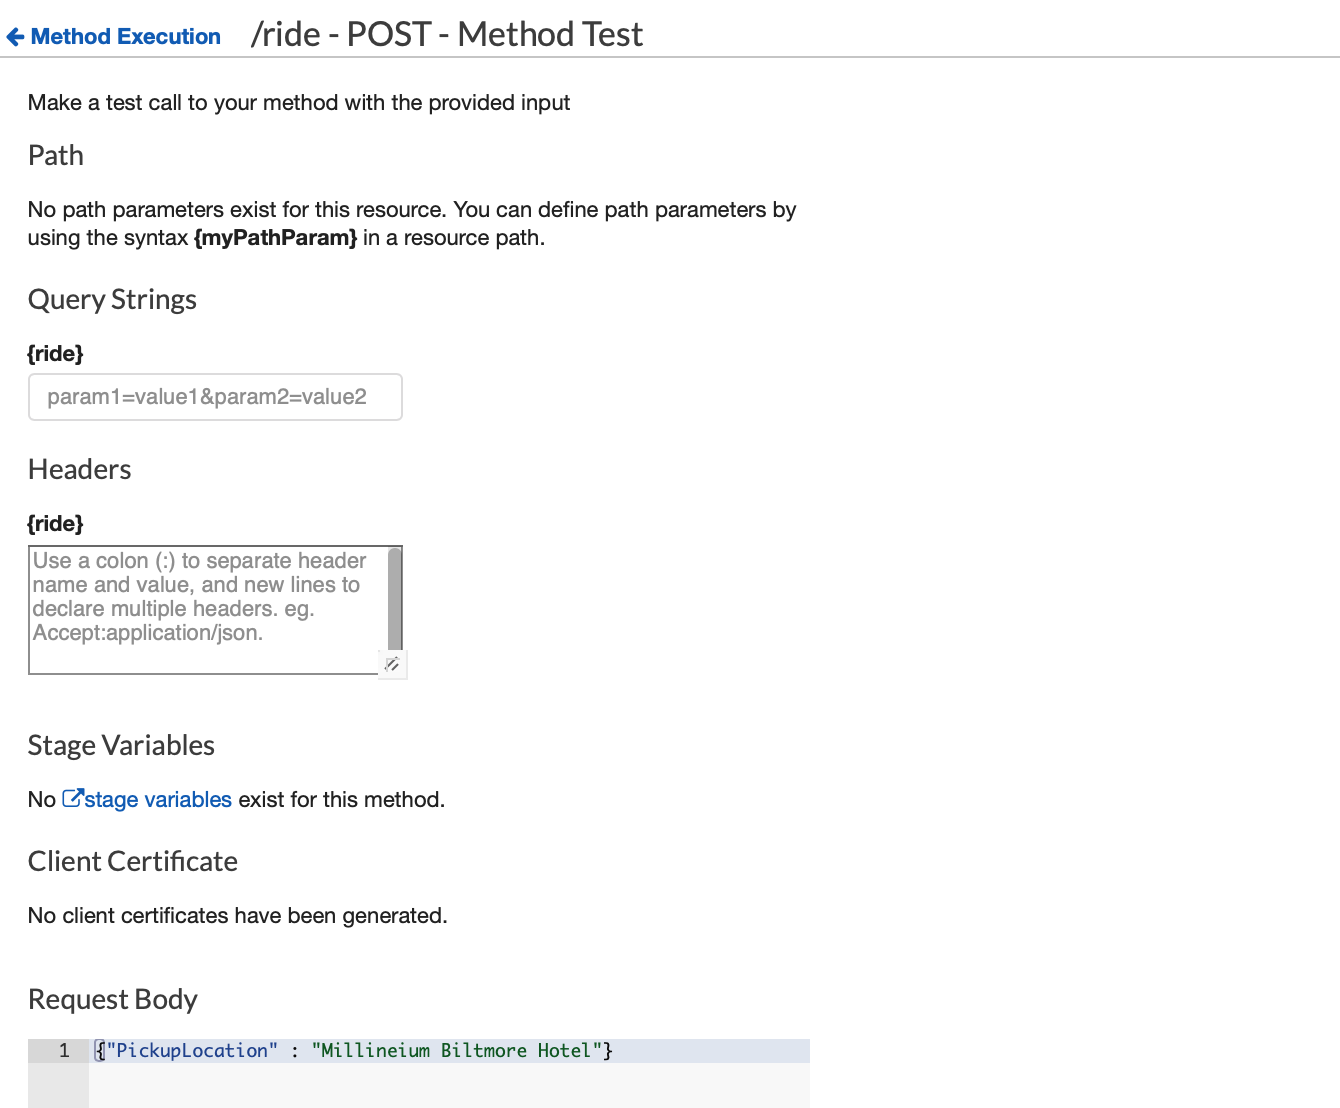 Method Execution /ride - POST - Method Test
Make a test call to your method with the provided input
Path
No path parameters exist for this resource. You can define path parameters by
using the syntax {myPathParam} in a resource path.
Query Strings
{ride}
param1=value1&param2=value2
Headers
{ride}
Use a colon (:) to separate header
name and value, and new lines to
declare multiple headers. eg.
Accept:application/json.
Stage Variables
No stage variables exist for this method.
Client Certificate
No client certificates have been generated.
Request Body
1 {"PickupLocation" : "Millineium Biltmore Hotel"}